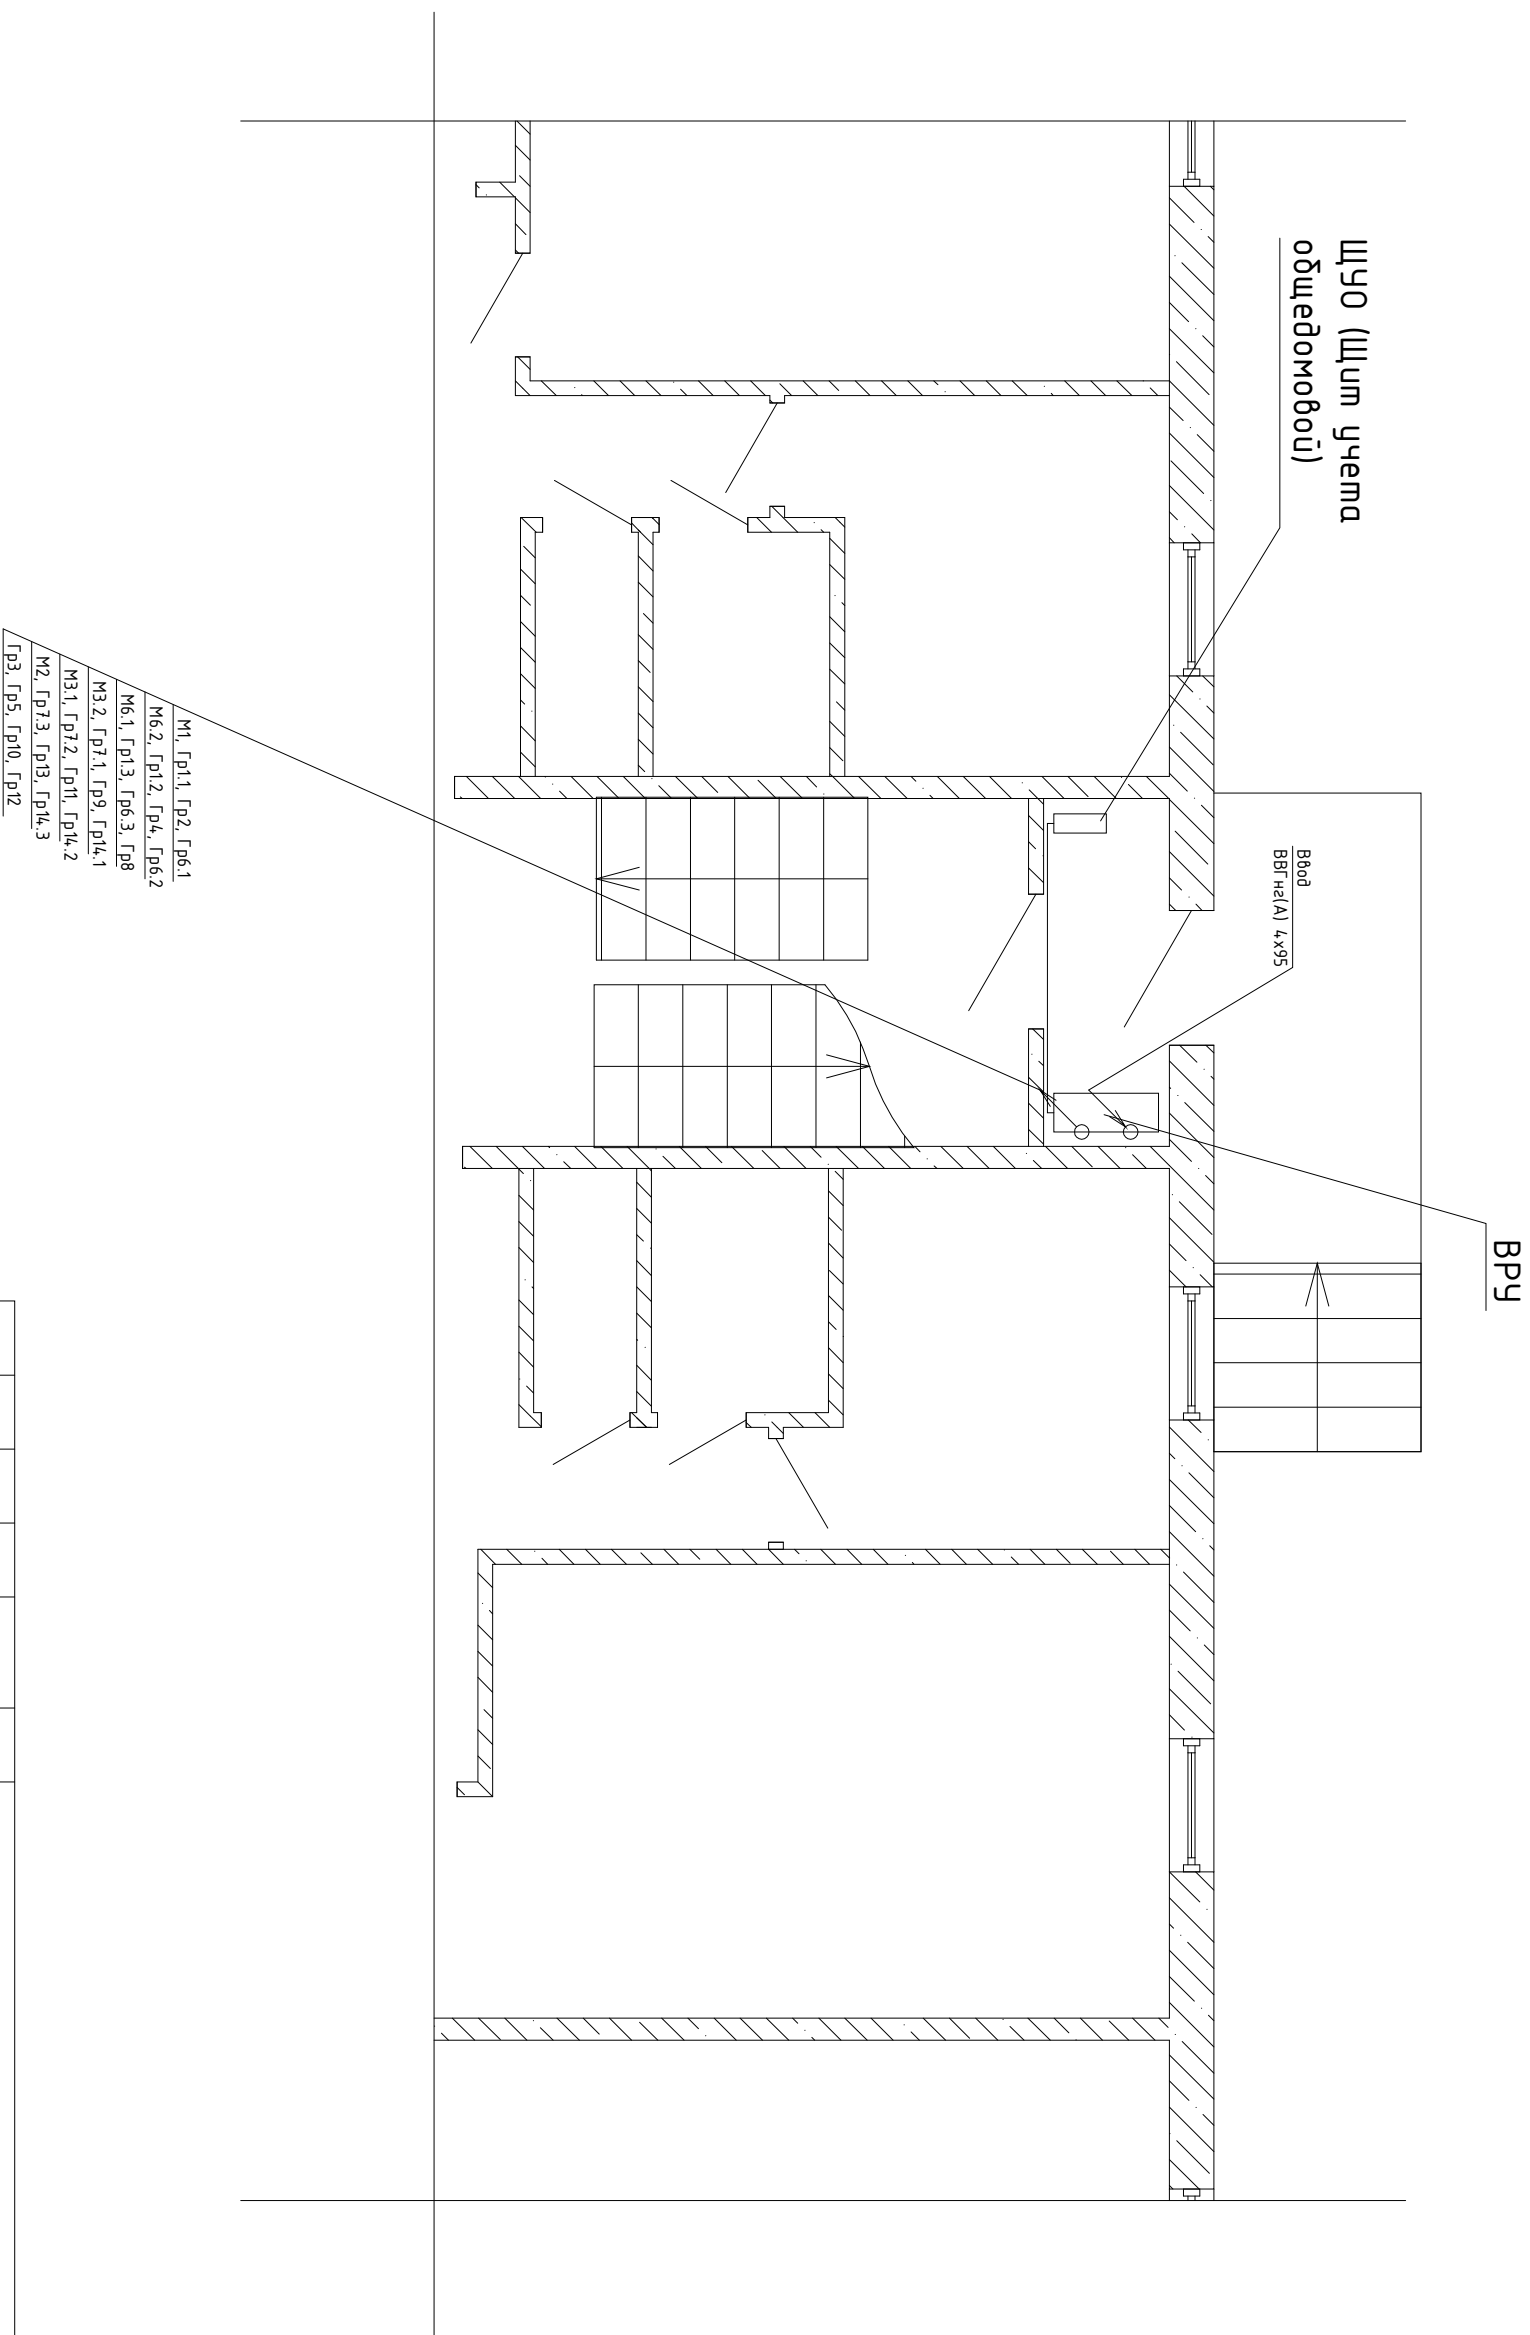 ВРУ
ЩУО (Щит учета
общедомовой)
Ввод
ВВГнг(А) 4х95
М1, Гр1.1, Гр2, Гр6.1
М6.2, Гр1.2, Гр4, Гр6.2
М6.1, Гр1.3, Гр6.3, Гр8
М3.2, Гр7.1, Гр9, Гр14.1
М3.1, Гр7.2, Гр11, Гр14.2
М2, Гр7.3, Гр13, Гр14.3
Гр3, Гр5, Гр10, Гр12